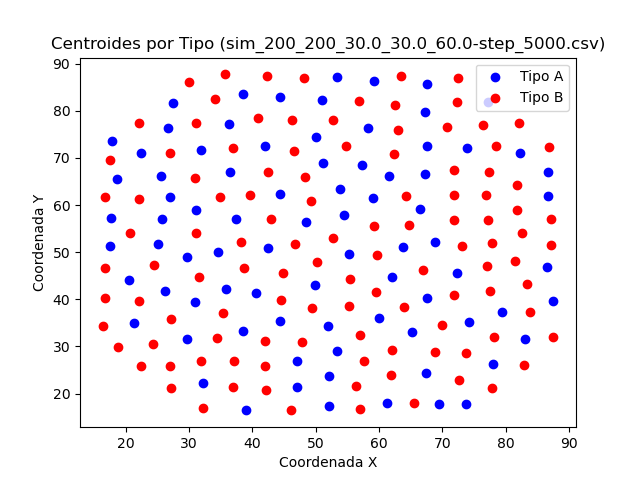 Centroides por Tipo (sim_200_200_30.0_30.0_60.0-step_5000.csv)
Tipo A
Tipo B
Coordenada Y
90
80
70
60
50
40
30
20
20 30 40 50 60 70 80 90
Coordenada X